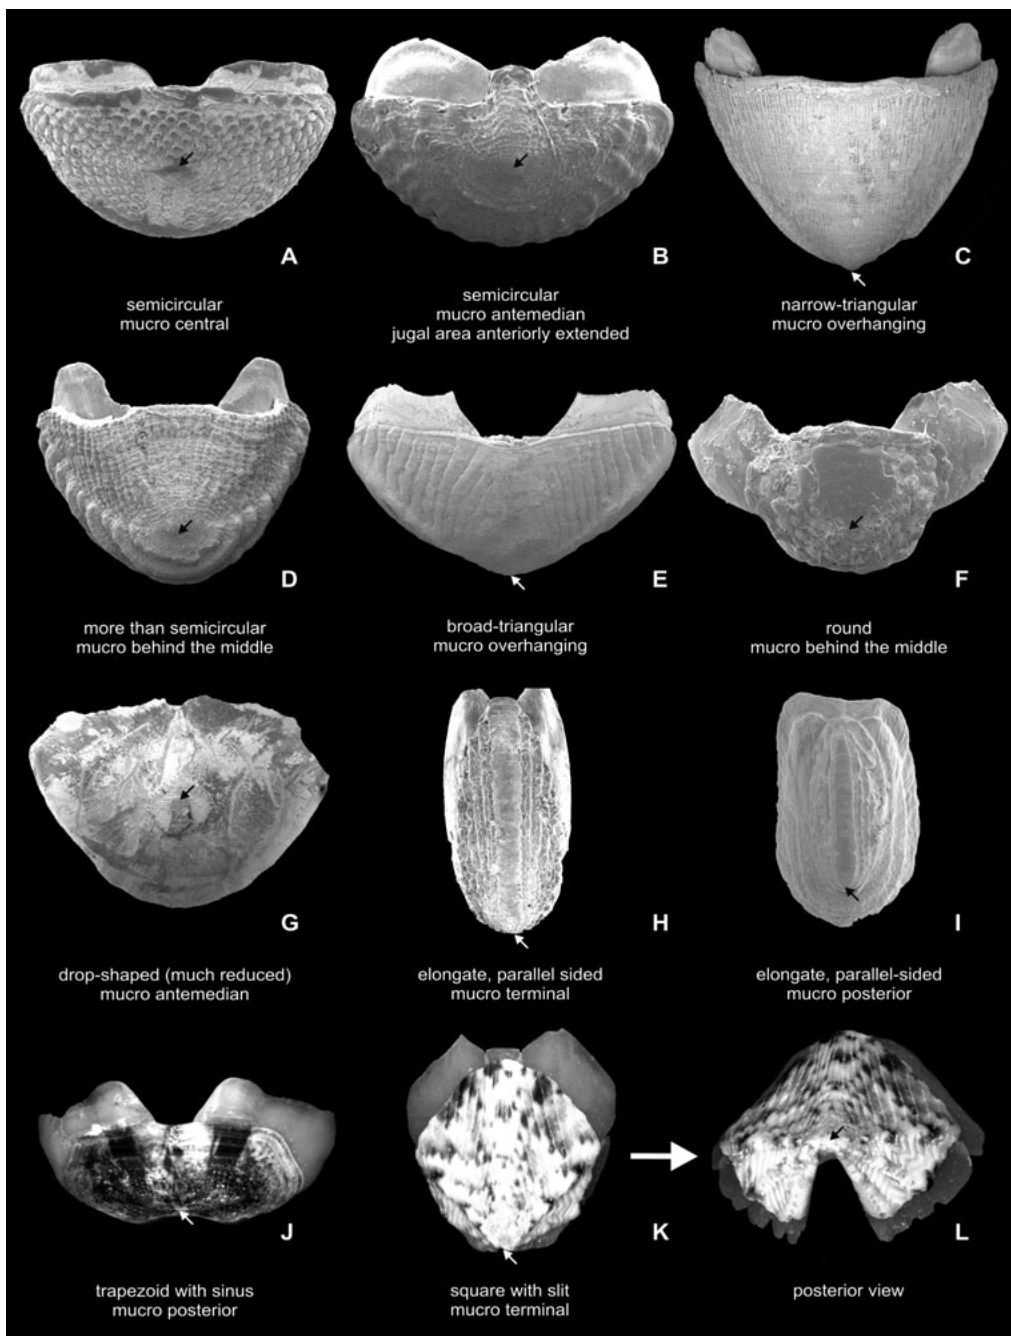 A
B
C
semicircular
mucro central
semicircular
mucro antemedian
jugal area anteriorly extended
narrow-triangular
mucro overhanging
D
E
F
more than semicircular
mucro behind the middle
broad-triangular
mucro overhanging
round
mucro behind the middle
G
H
I
drop-shaped (much reduced)
mucro antemedian
elongate, parallel sided
mucro terminal
elongate, parallel-sided
mucro posterior
J
K
L
trapezoid with sinus
mucro posterior
square with slit
mucro terminal
posterior view